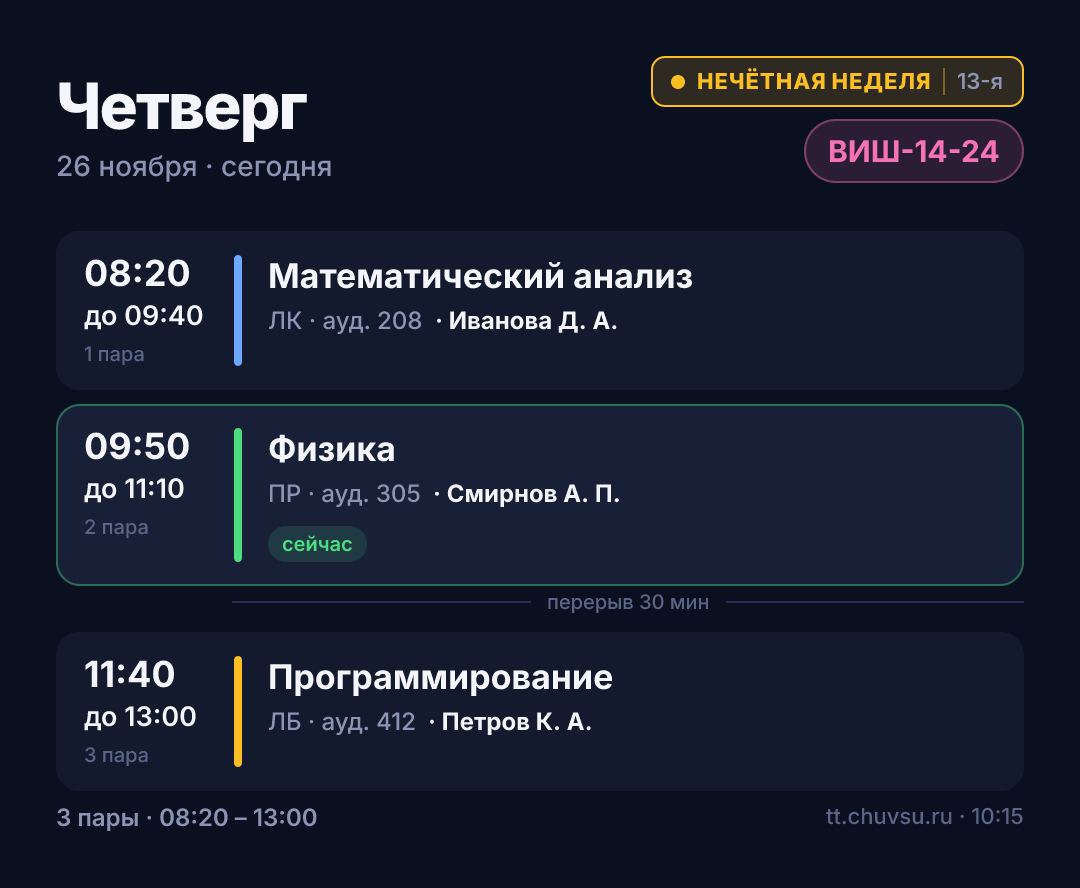 Четверг
26 ноября · сегодня
НЕЧЁТНАЯ НЕДЕЛЯ | 13-я
ВИШ-14-24
08:20
до 09:40
1 пара
Математический анализ
ЛК · ауд. 208 · Иванова Д. А.
09:50
до 11:10
2 пара
Физика
ПР · ауд. 305 · Смирнов А. П.
сейчас
перерыв 30 мин
11:40
до 13:00
3 пара
Программирование
ЛБ · ауд. 412 · Петров К. А.
3 пары · 08:20 – 13:00
tt.chuvsu.ru · 10:15